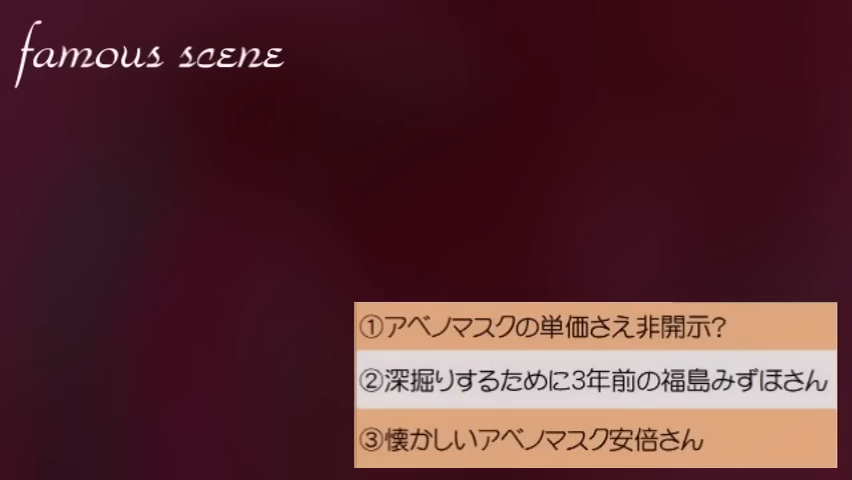 famous scene
①アベノマスクの単価さえ非開示?
②深掘りするために3年前の福島みずほさん
③懐かしいアベノマスク安倍さん